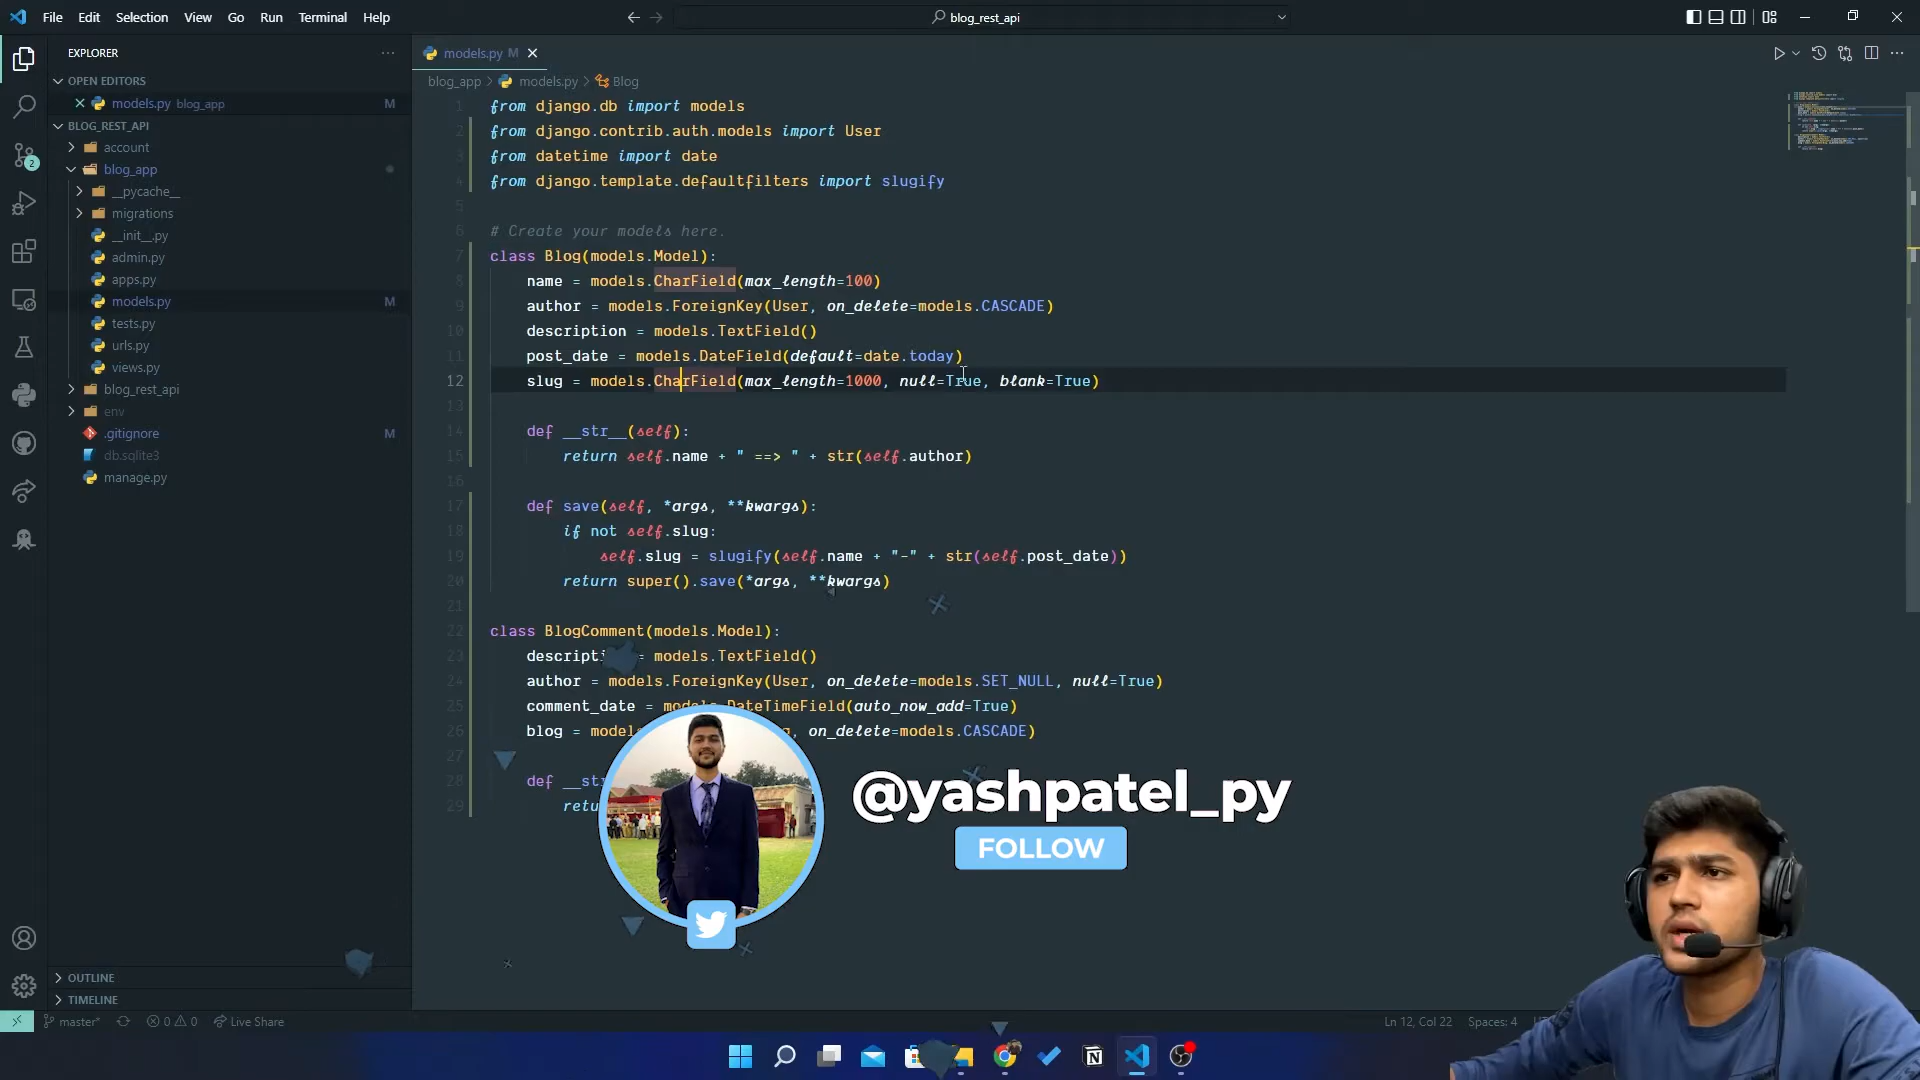 File Edit Selection View Go Run Terminal Help
blog_rest_api
EXPLORER
OPEN EDITORS
models.py blog_app M
BLOG_REST_API
account
blog_app
__pycache__
migrations
__init__.py
admin.py
apps.py
models.py M
tests.py
urls.py
views.py
blog_rest_api
env
.gitignore M
db.sqlite3
manage.py
OUTLINE
TIMELINE
2
models.py M
blog_app > models.py > Blog
1 from django.db import models
2 from django.contrib.auth.models import User
3 from datetime import date
4 from django.template.defaultfilters import slugify
5
6 # Create your models here.
7 class Blog(models.Model):
8 name = models.CharField(max_length=100)
9 author = models.ForeignKey(User, on_delete=models.CASCADE)
10 description = models.TextField()
11 post_date = models.DateField(default=date.today)
12 slug = models.CharField(max_length=1000, null=True, blank=True)
13
14 def __str__(self):
15 return self.name + " ==> " + str(self.author)
16
17 def save(self, *args, **kwargs):
18 if not self.slug:
19 self.slug = slugify(self.name + "-" + str(self.post_date))
20 return super().save(*args, **kwargs)
21
22 class BlogComment(models.Model):
23 = models.TextField()
24 author = models.ForeignKey(User, on_delete=models.SET_NULL, null=True)
25 comment_date = models.DateTimeField(auto_now_add=True)
26 blog = , on_delete=models.CASCADE)
27
28 def
29
@yashpatel_py
FOLLOW
master* 0 0 Live Share
Ln 12, Col 22 Spaces: 4